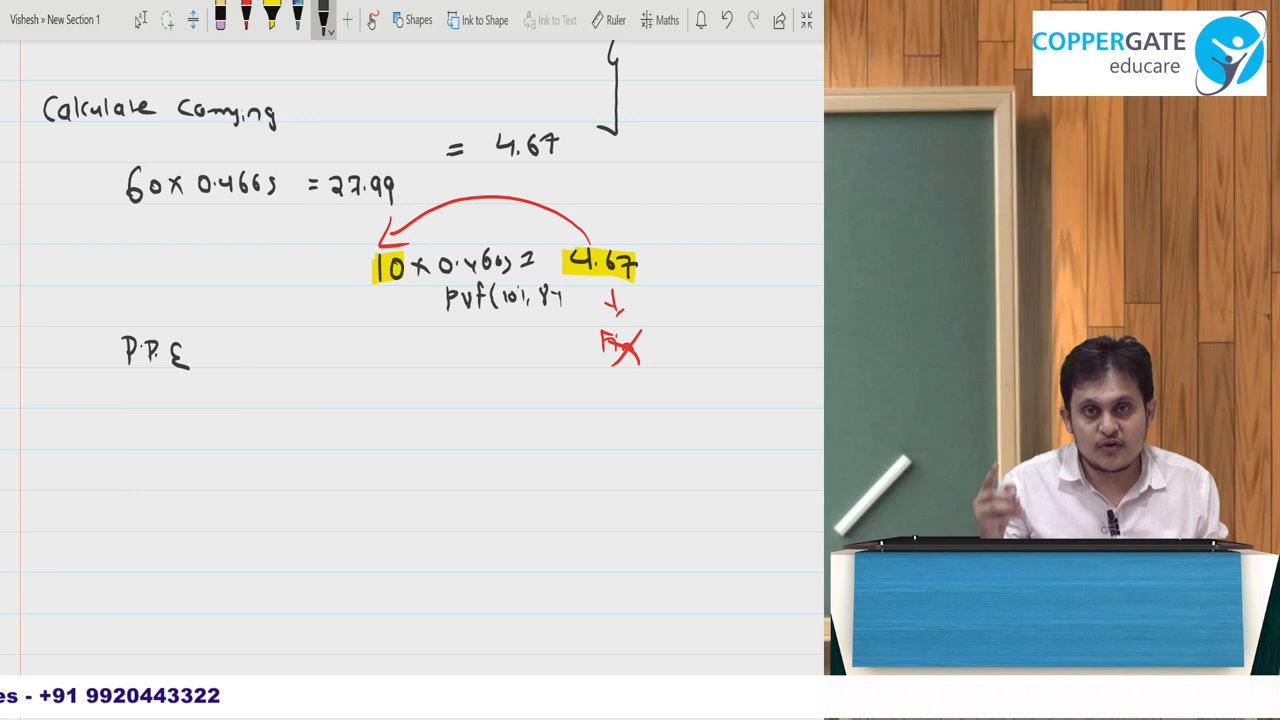 Vishesh » New Section 1
Shapes
Ink to Shape
Ink to Text
Ruler
Maths
COPPERGATE
educare
Calculate Carrying
= 4.67
60 x 0.4665 = 27.99
10 x 0.4665 = 4.67
pvf(10%, 8y
P.P.E
es - +91 9920443322